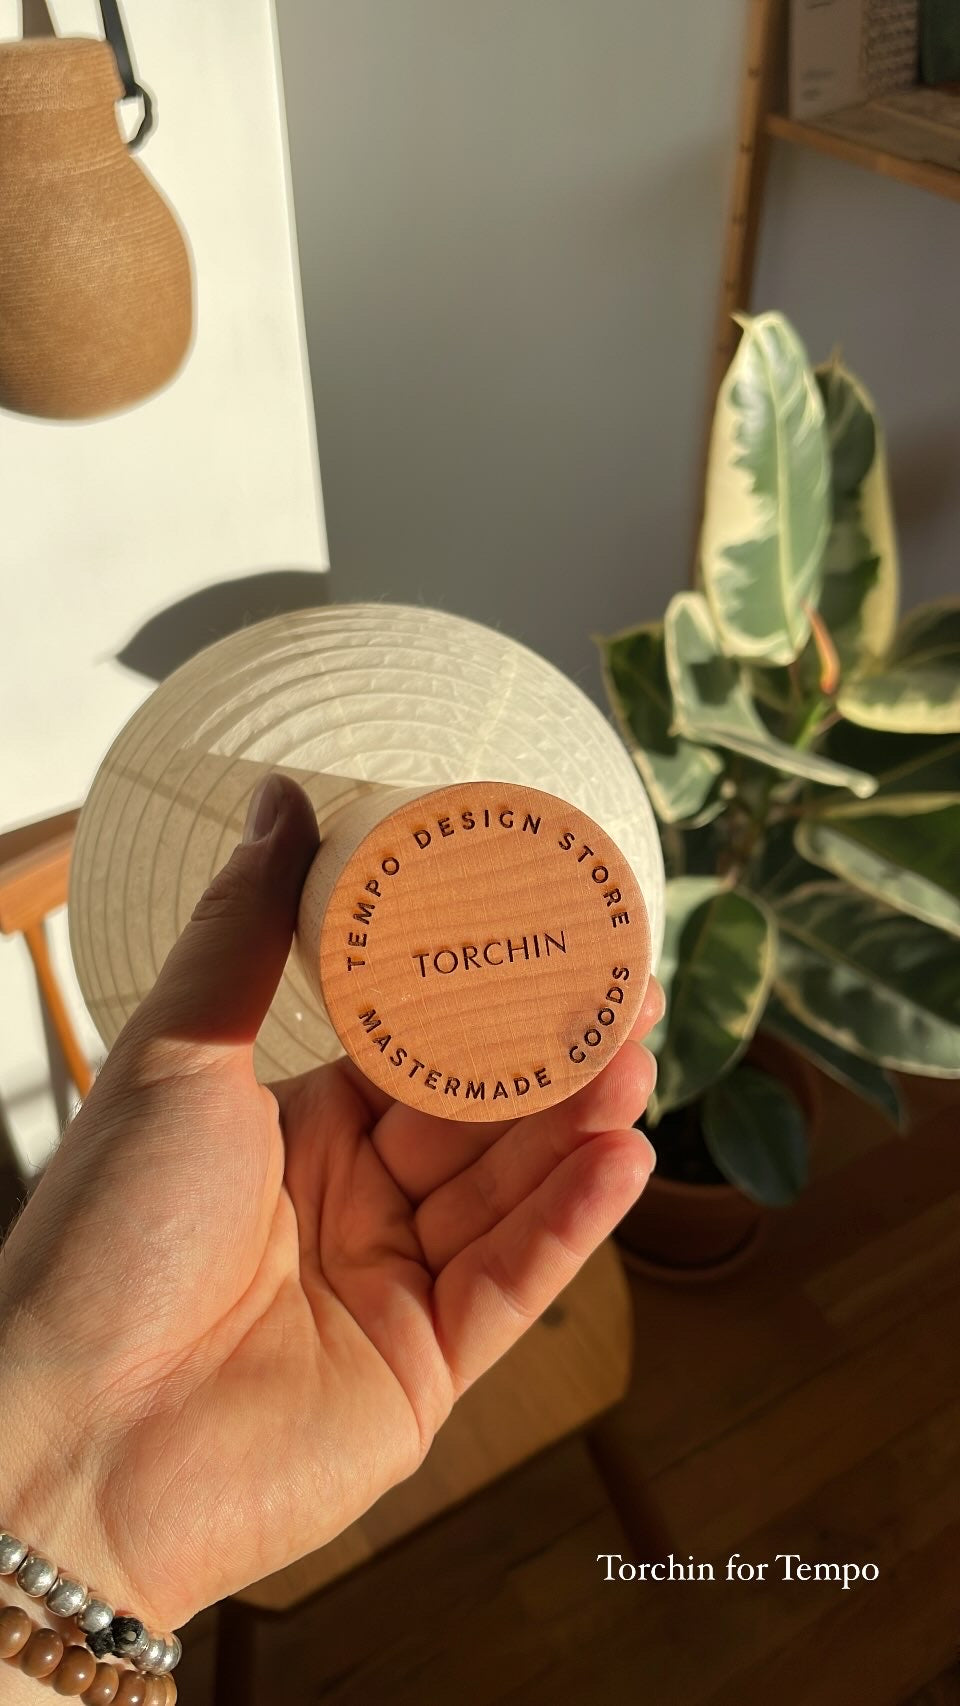 TEMPO DESIGN STORE
TORCHIN
MASTERMADE GOODS
Torchin for Tempo